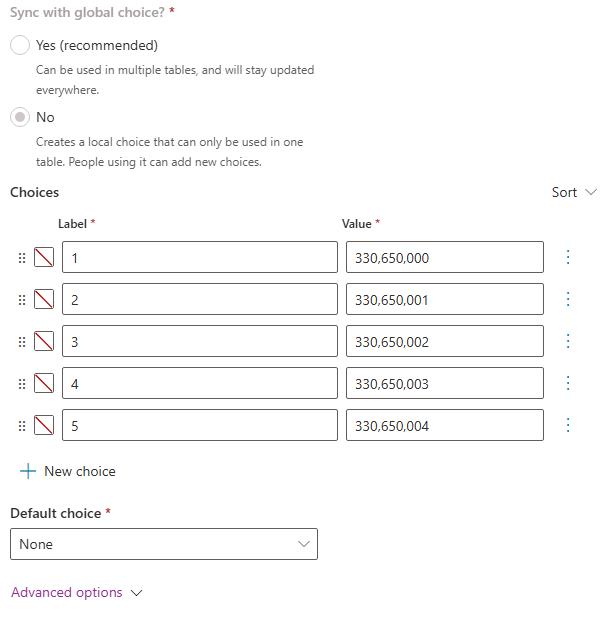 Sync with global choice? *
Yes (recommended)
Can be used in multiple tables, and will stay updated
everywhere.
No
Creates a local choice that can only be used in one
table. People using it can add new choices.
Choices
Sort
Label *
Value *
1
330,650,000
2
330,650,001
3
330,650,002
4
330,650,003
5
330,650,004
New choice
Default choice *
None
Advanced options